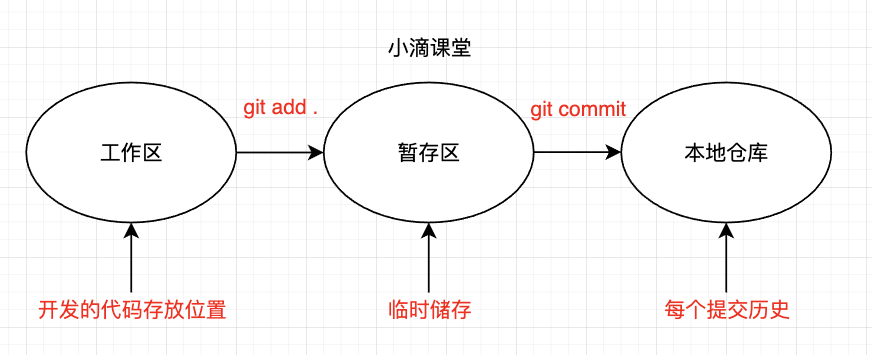 小滴课堂
git add .
git commit
工作区
暂存区
本地仓库
开发的代码存放位置
临时储存
每个提交历史